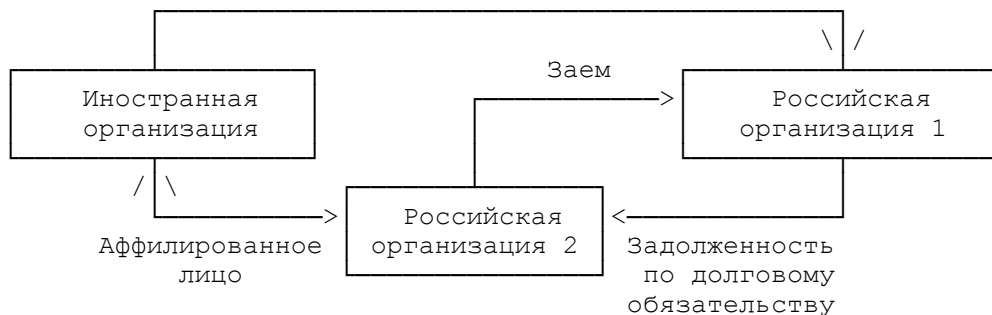 Заем
Иностранная
организация
Российская
организация 1
Российская
организация 2
Аффилированное
лицо
Задолженность
по долговому
обязательству